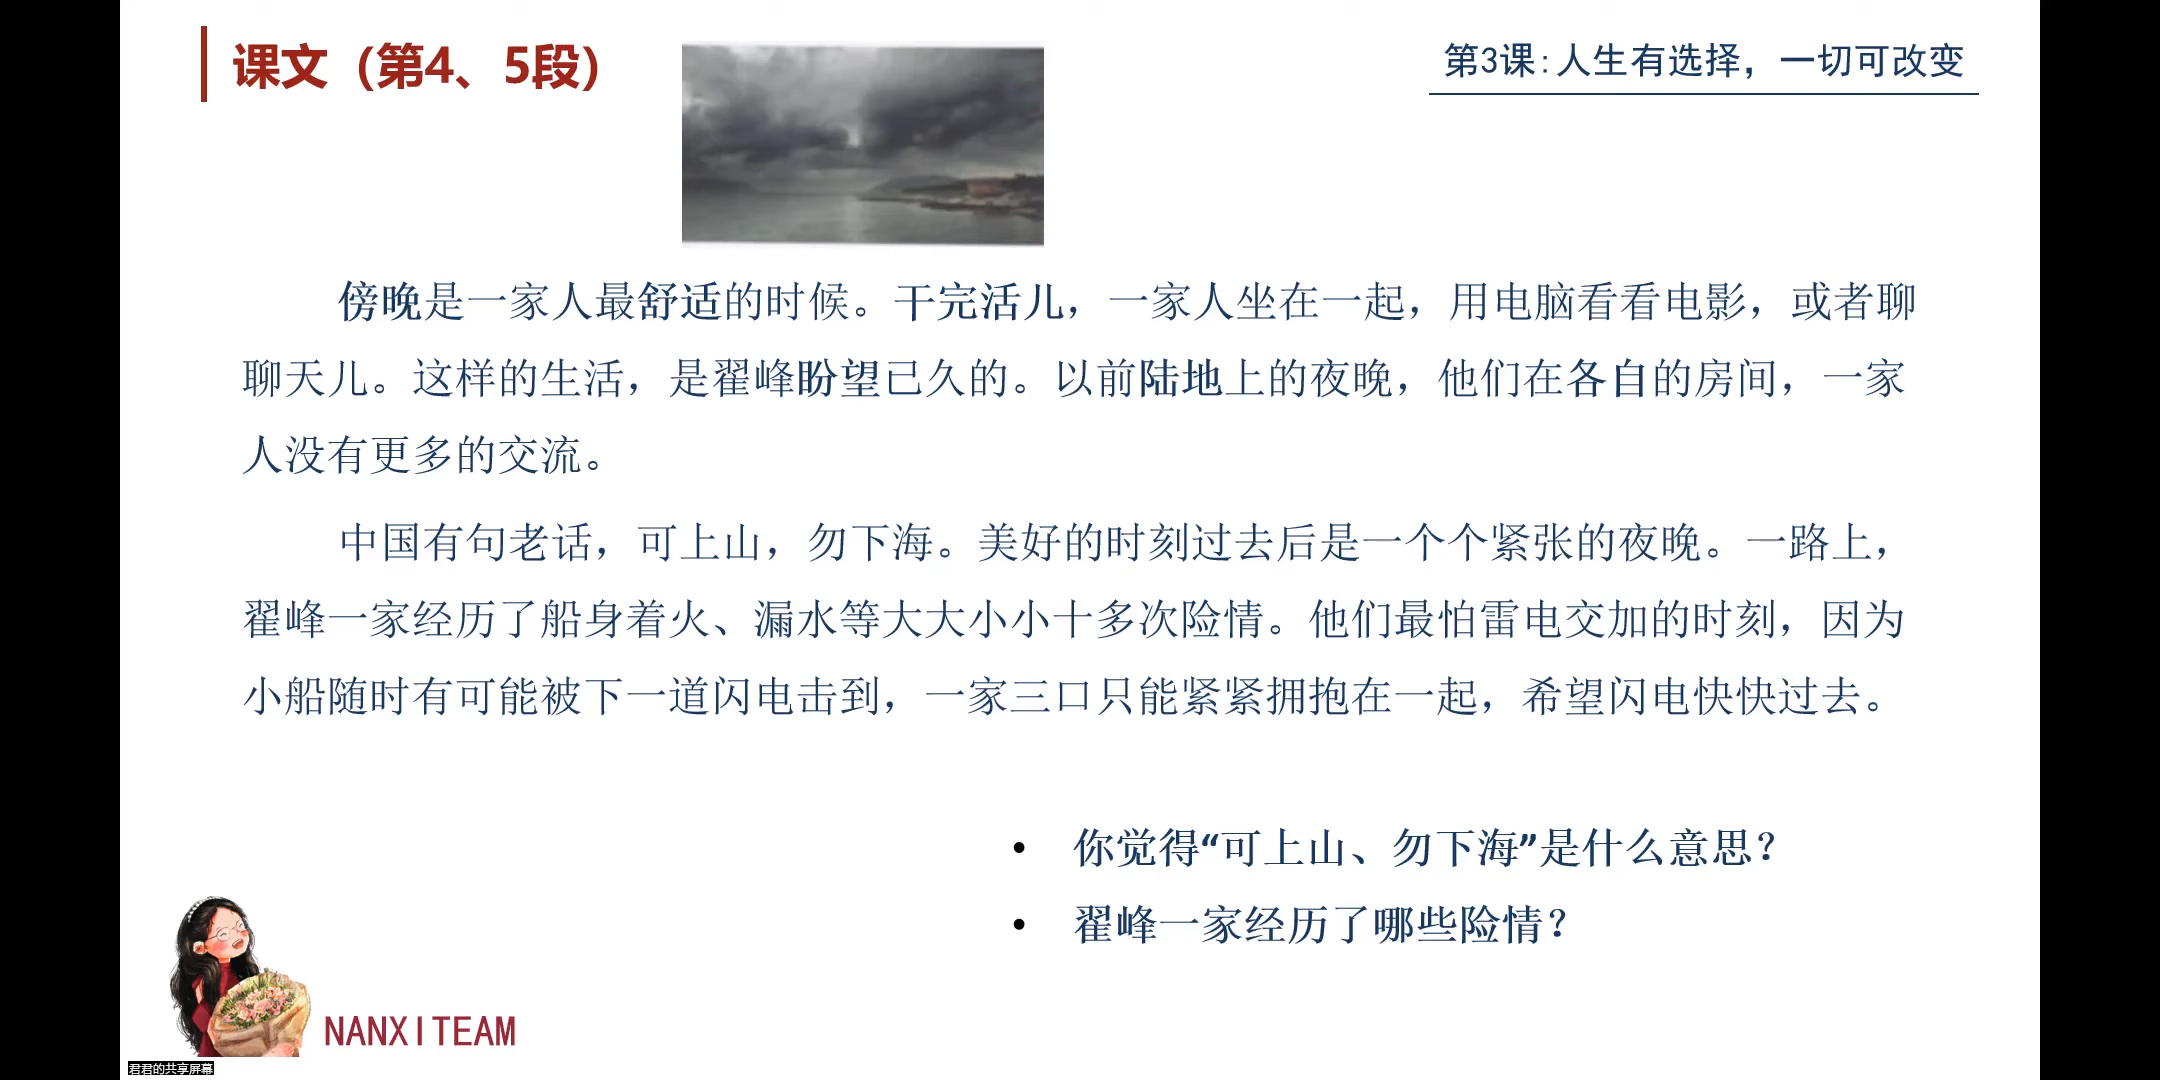 课文（第4、5段）
第3课：人生有选择，一切可改变
傍晚是一家人最舒适的时候。干完活儿，一家人坐在一起，用电脑看看电影，或者聊
聊天儿。这样的生活，是翟峰盼望已久的。以前陆地上的夜晚，他们在各自的房间，一家
人没有更多的交流。
中国有句老话，可上山，勿下海。美好的时刻过去后是一个个紧张的夜晚。一路上，
翟峰一家经历了船身着火、漏水等大大小小十多次险情。他们最怕雷电交加的时刻，因为
小船随时有可能被下一道闪电击到，一家三口只能紧紧拥抱在一起，希望闪电快快过去。
• 你觉得“可上山、勿下海”是什么意思？
• 翟峰一家经历了哪些险情？
NANXI TEAM
君君的共享屏幕